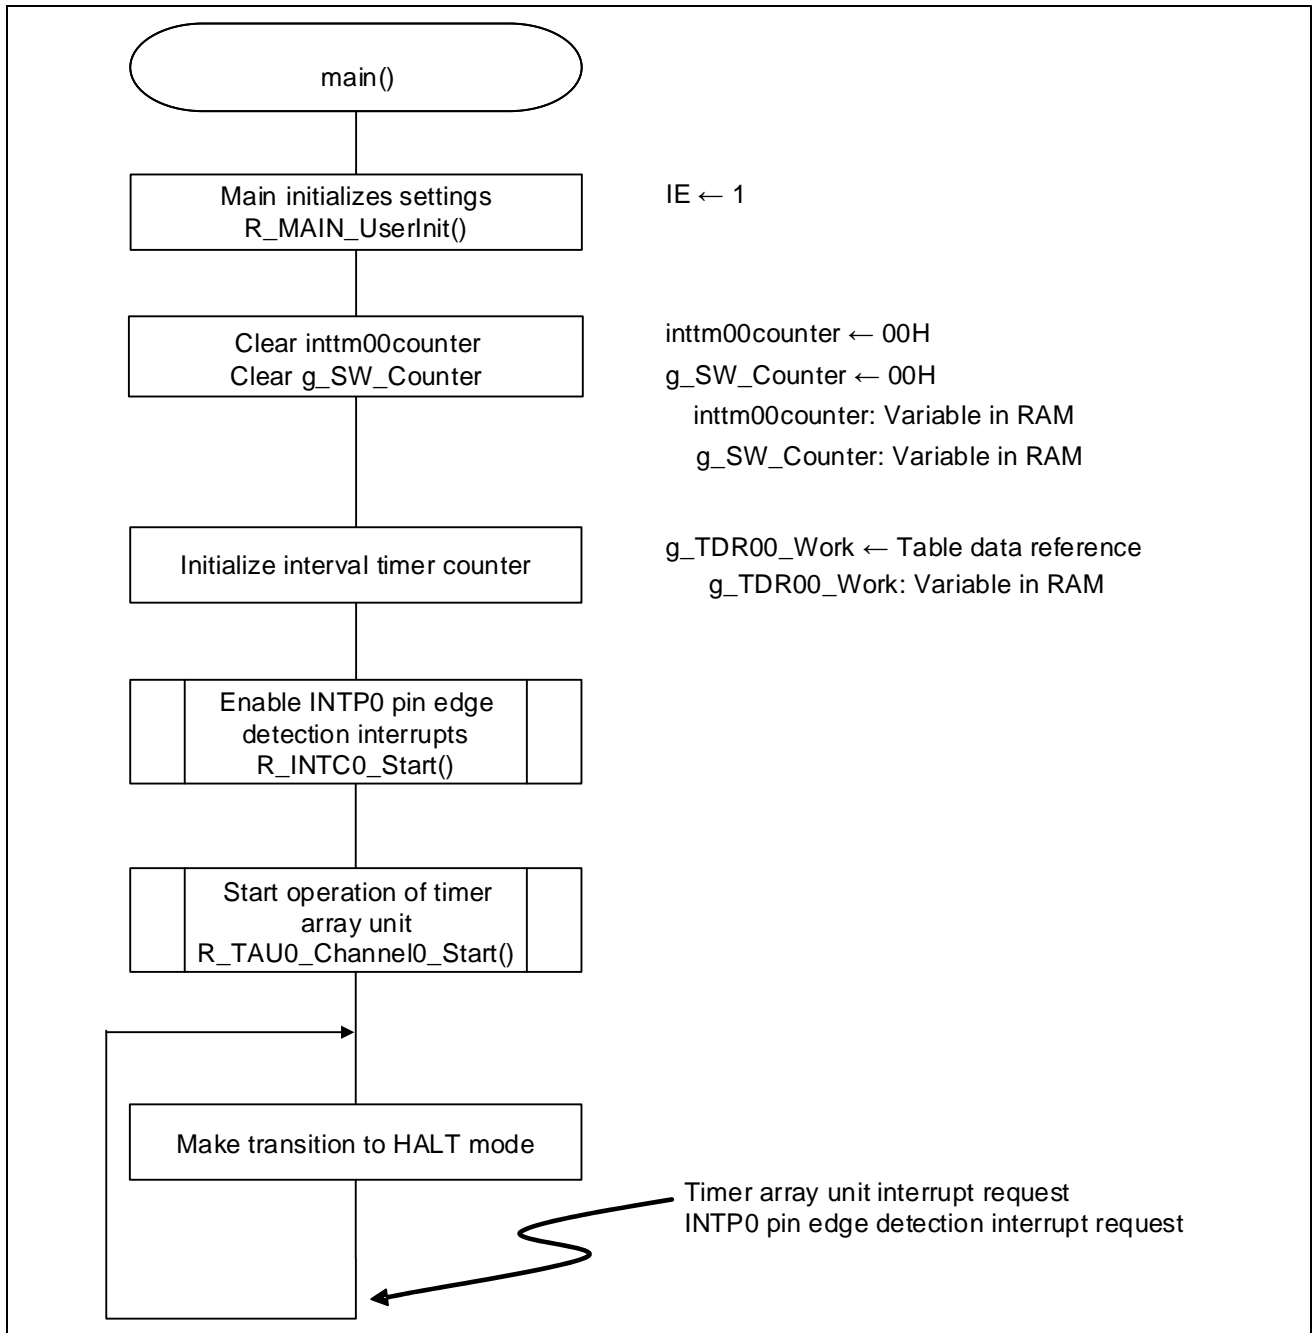 main()
Main initializes settings
R_MAIN_UserInit()
IE ← 1
Clear inttm00counter
Clear g_SW_Counter
inttm00counter ← 00H
g_SW_Counter ← 00H
inttm00counter: Variable in RAM
g_SW_Counter: Variable in RAM
Initialize interval timer counter
g_TDR00_Work ← Table data reference
g_TDR00_Work: Variable in RAM
Enable INTP0 pin edge
detection interrupts
R_INTC0_Start()
Start operation of timer
array unit
R_TAU0_Channel0_Start()
Make transition to HALT mode
Timer array unit interrupt request
INTP0 pin edge detection interrupt request